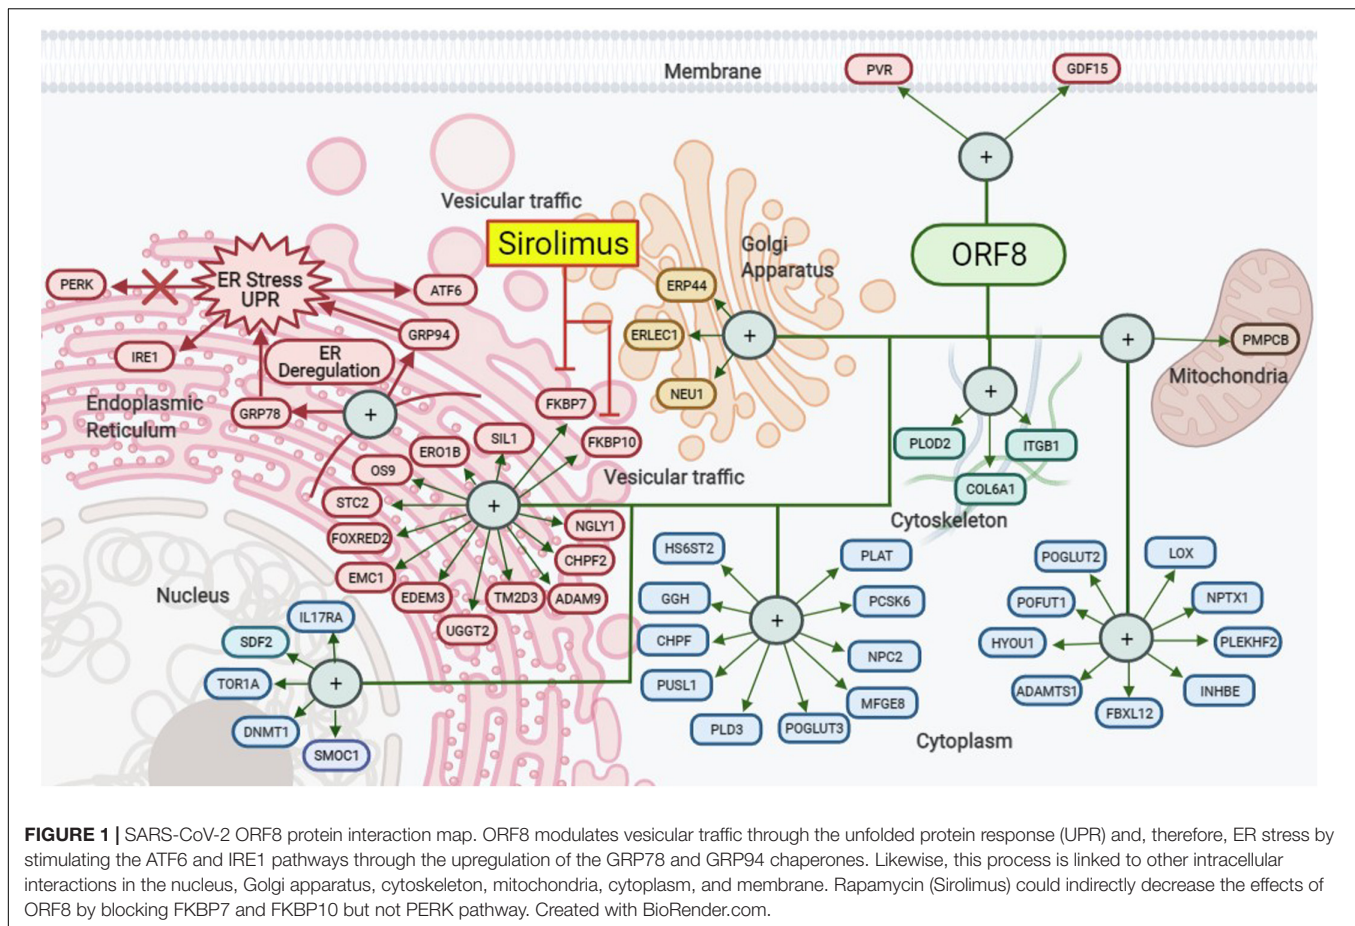 Membrane
PVR
GDF15
+
Vesicular traffic
Sirolimus
Golgi
Apparatus
ORF8
ER Stress
UPR
PERK
ATF6
ERP44
GRP94
ERLEC1
+
+
PMPCB
IRE1
ER
Deregulation
Mitochondria
NEU1
+
Endoplasmic
Reticulum
GRP78
+
FKBP7
FKBP10
PLOD2
ITGB1
SIL1
ERO1B
OS9
Vesicular traffic
COL6A1
STC2
+
Cytoskeleton
NGLY1
FOXRED2
CHPF2
EMC1
EDEM3
TM2D3
ADAM9
UGGT2
HS6ST2
PLAT
GGH
PCSK6
+
CHPF
NPC2
PUSL1
MFGE8
PLD3
POGLUT3
Cytoplasm
POGLUT2
LOX
POFUT1
NPTX1
HYOU1
+
PLEKHF2
ADAMTS1
INHBE
FBXL12
Nucleus
IL17RA
SDF2
TOR1A
+
DNMT1
SMOC1
FIGURE 1 | SARS-CoV-2 ORF8 protein interaction map. ORF8 modulates vesicular traffic through the unfolded protein response (UPR) and, therefore, ER stress by
stimulating the ATF6 and IRE1 pathways through the upregulation of the GRP78 and GRP94 chaperones. Likewise, this process is linked to other intracellular
interactions in the nucleus, Golgi apparatus, cytoskeleton, mitochondria, cytoplasm, and membrane. Rapamycin (Sirolimus) could indirectly decrease the effects of
ORF8 by blocking FKBP7 and FKBP10 but not PERK pathway. Created with BioRender.com.